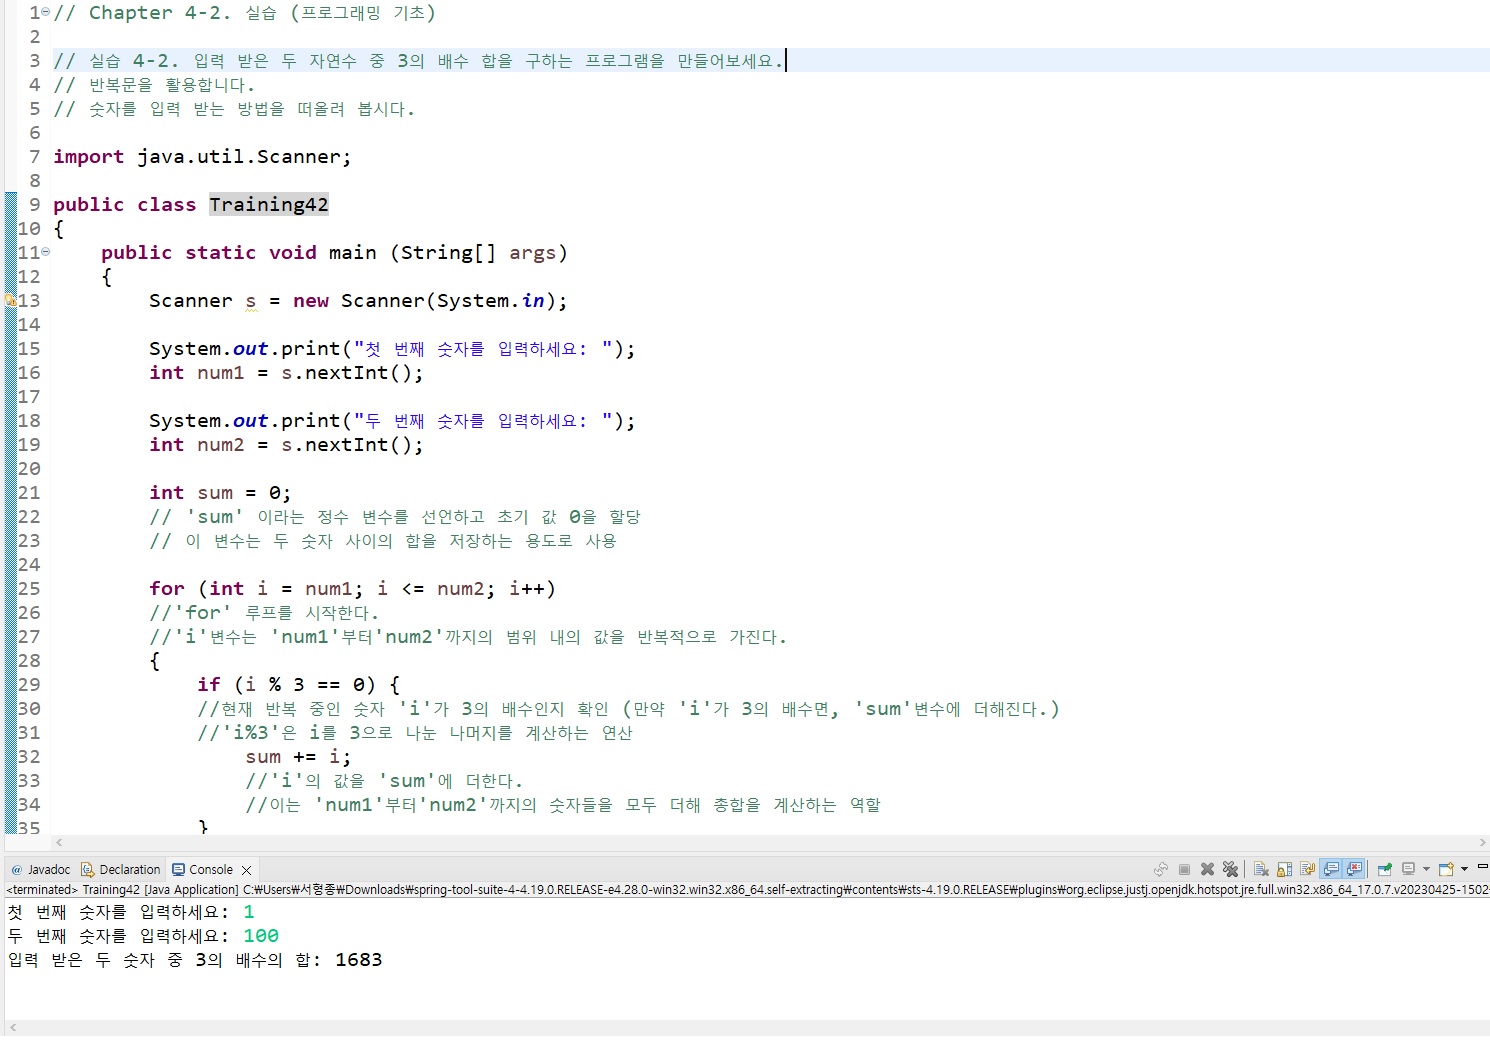 1 // Chapter 4-2. 실습 (프로그래밍 기초)
2
3 // 실습 4-2. 입력 받은 두 자연수 중 3의 배수 합을 구하는 프로그램을 만들어보세요.
4 // 반복문을 활용합니다.
5 // 숫자를 입력 받는 방법을 떠올려 봅시다.
6
7 import java.util.Scanner;
8
9 public class Training42
10 {
11 public static void main (String[] args)
12 {
13 Scanner s = new Scanner(System.in);
14
15 System.out.print("첫 번째 숫자를 입력하세요: ");
16 int num1 = s.nextInt();
17
18 System.out.print("두 번째 숫자를 입력하세요: ");
19 int num2 = s.nextInt();
20
21 int sum = 0;
22 // 'sum' 이라는 정수 변수를 선언하고 초기 값 0을 할당
23 // 이 변수는 두 숫자 사이의 합을 저장하는 용도로 사용
24
25 for (int i = num1; i <= num2; i++)
26 //'for' 루프를 시작한다.
27 //'i'변수는 'num1'부터'num2'까지의 범위 내의 값을 반복적으로 가진다.
28 {
29 if (i % 3 == 0) {
30 //현재 반복 중인 숫자 'i'가 3의 배수인지 확인 (만약 'i'가 3의 배수면, 'sum'변수에 더해진다.)
31 //'i%3'은 i를 3으로 나눈 나머지를 계산하는 연산
32 sum += i;
33 //'i'의 값을 'sum'에 더한다.
34 //이는 'num1'부터'num2'까지의 숫자들을 모두 더해 총합을 계산하는 역할
35 }
@ Javadoc Declaration Console
<terminated> Training42 [Java Application] C:₩Users₩서형종₩Downloads₩spring-tool-suite-4-4.19.0.RELEASE-e4.28.0-win32.win32.x86_64.self-extracting₩contents₩sts-4.19.0.RELEASE₩plugins₩org.eclipse.justj.openjdk.hotspot.jre.full.win32.x86_64_17.0.7.v20230425-1502
첫 번째 숫자를 입력하세요: 1
두 번째 숫자를 입력하세요: 100
입력 받은 두 숫자 중 3의 배수의 합: 1683